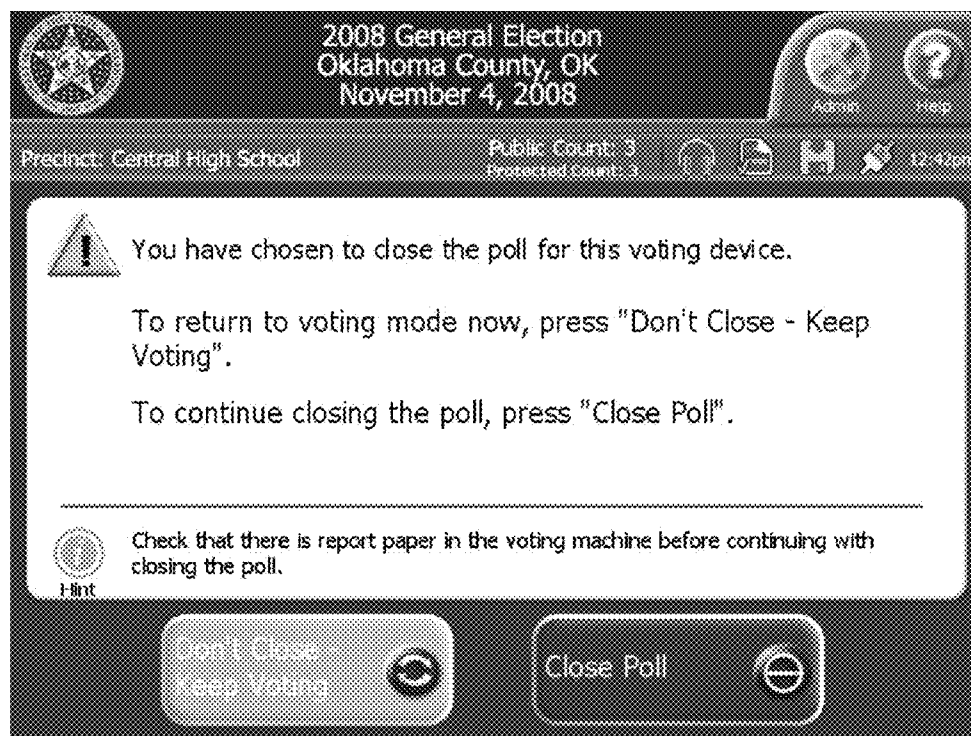 2008 General Election
Oklahoma County, OK
November 4, 2008
Admin
Help
Precinct: Central High School
Public Count: 3
Protected Count: 3
12:42pm
You have chosen to close the poll for this voting device.
To return to voting mode now, press "Don't Close - Keep
Voting".
To continue closing the poll, press "Close Poll".
Hint
Check that there is report paper in the voting machine before continuing with
closing the poll.
Don't Close -
Keep Voting
Close Poll